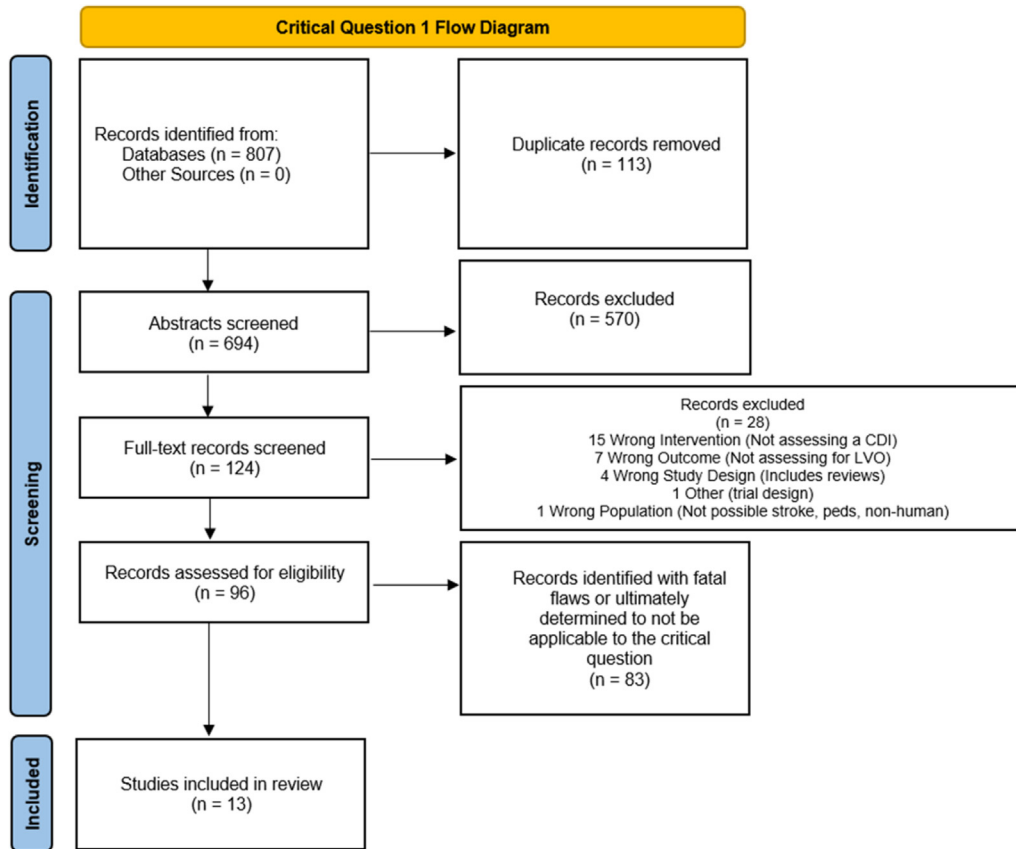 Critical Question 1 Flow Diagram
Identification
Records identified from:
Databases (n = 807)
Other Sources (n = 0)
Duplicate records removed
(n = 113)
Screening
Abstracts screened
(n = 694)
Records excluded
(n = 570)
Full-text records screened
(n = 124)
Records excluded
(n = 28)
15 Wrong Intervention (Not assessing a CDI)
7 Wrong Outcome (Not assessing for LVO)
4 Wrong Study Design (Includes reviews)
1 Other (trial design)
1 Wrong Population (Not possible stroke, peds, non-human)
Records assessed for eligibility
(n = 96)
Records identified with fatal
flaws or ultimately
determined to not be
applicable to the critical
question
(n = 83)
Included
Studies included in review
(n = 13)